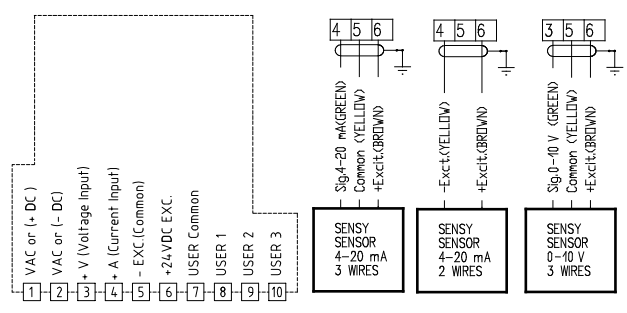 VAC or (+ DC )
VAC or (- DC)
+ V (Voltage Input)
+ A (Current Input)
- EXC.(Common)
+24VDC EXC.
USER Common
USER 1
USER 2
USER 3
1 2 3 4 5 6 7 8 9 10
4 5 6
Sig.4-20 mA(GREEN)
Common (YELLOW)
+Excit.(BROWN)
SENSY
SENSOR
4-20 mA
3 WIRES
4 5 6
-Exct.(YELLOW)
+Excit.(BROWN)
SENSY
SENSOR
4-20 mA
2 WIRES
3 5 6
Sig.0-10 V (GREEN)
Common (YELLOW)
+Excit.(BROWN)
SENSY
SENSOR
0-10 V
3 WIRES